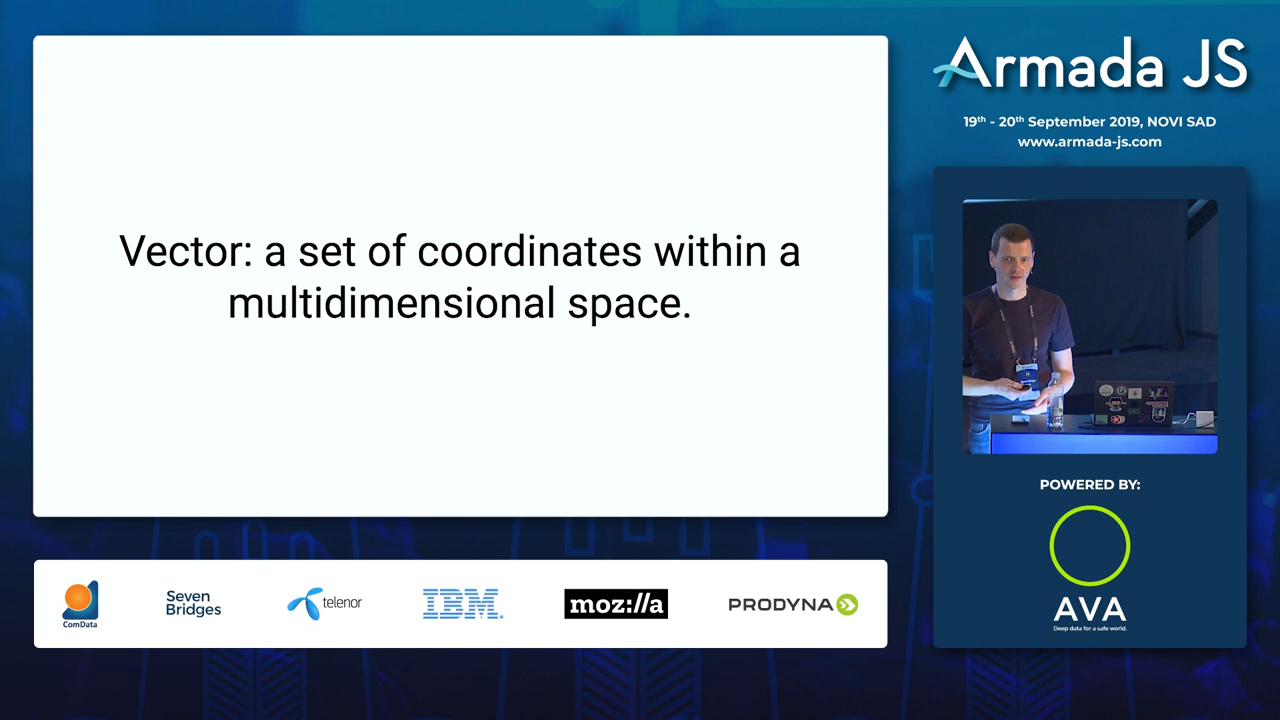 Vector: a set of coordinates within a
multidimensional space.
Armada JS
19th - 20th September 2019, NOVI SAD
www.armada-js.com
POWERED BY:
AVA
Deep data for a safe world.
ComData
Seven
Bridges
telenor
IBM
moz://a
PRODYNA